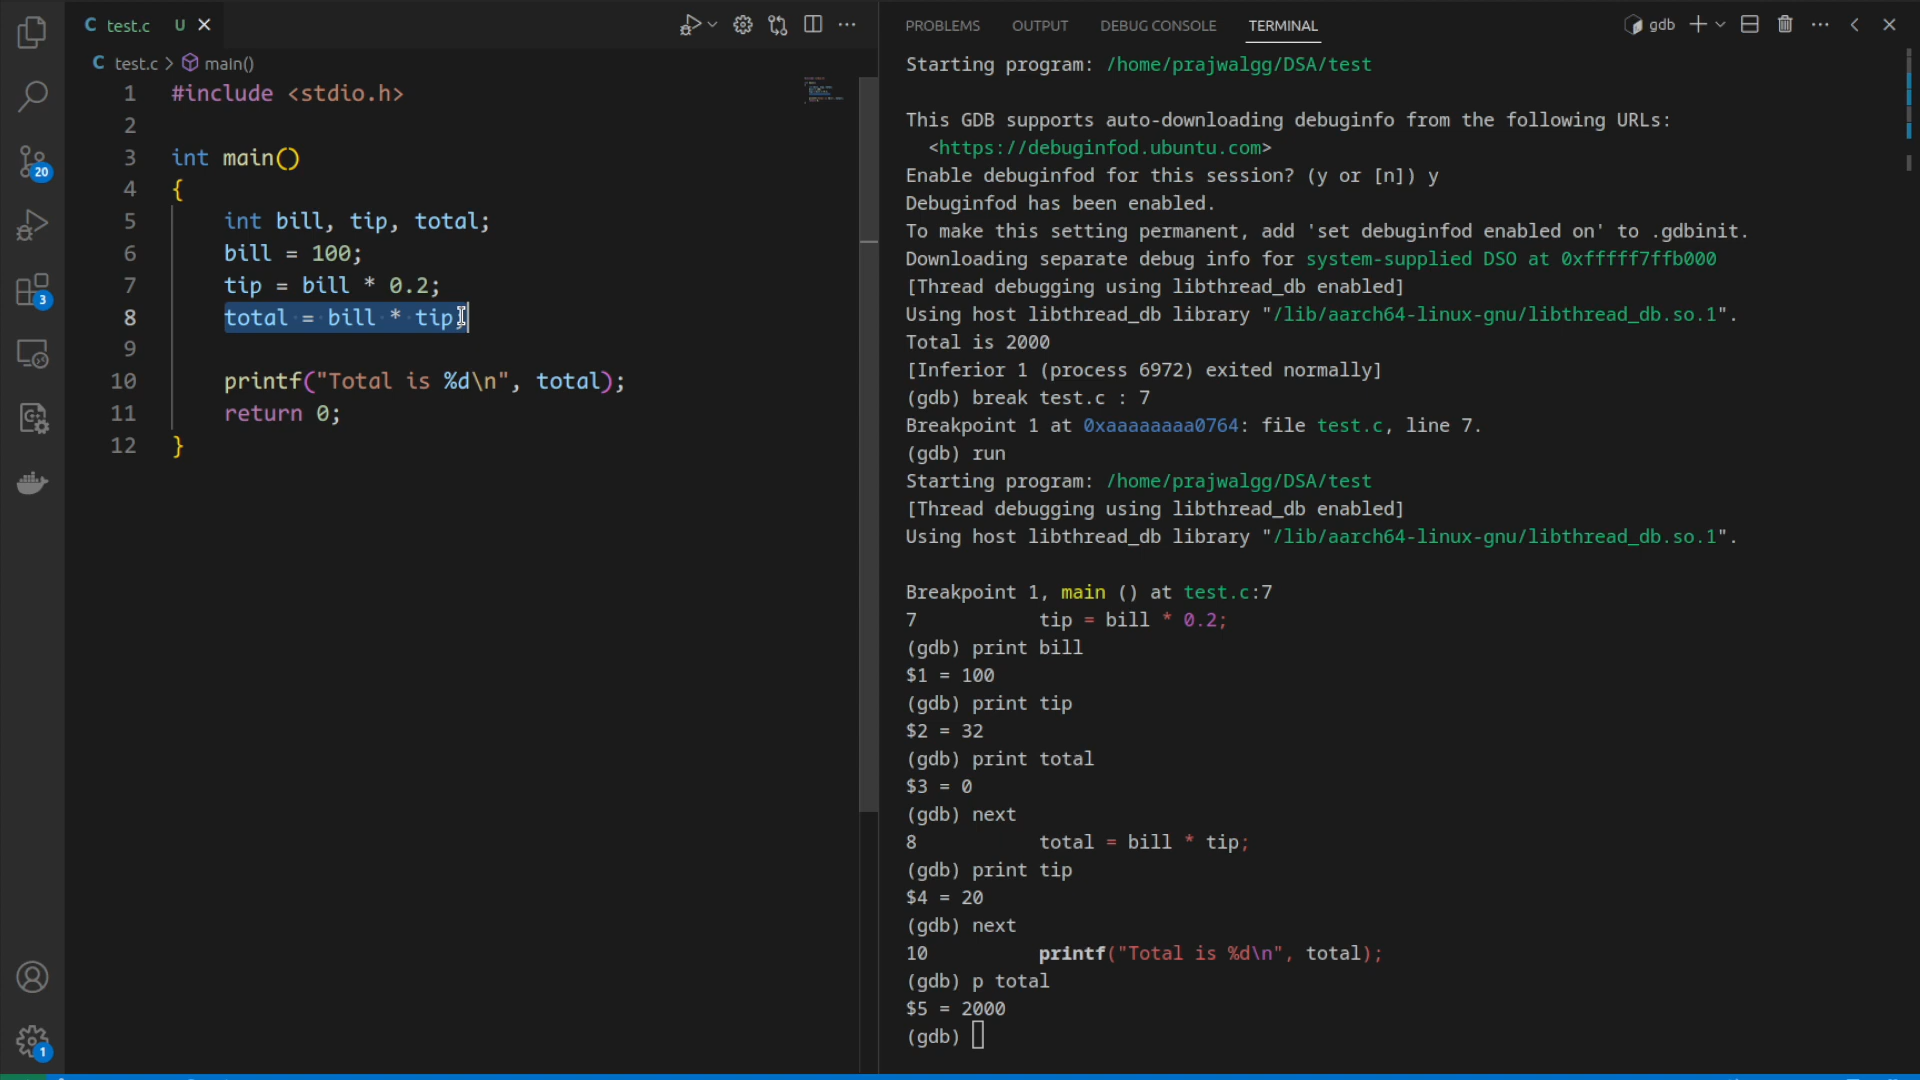 C test.c U
C test.c > main()
1 #include <stdio.h>
2
3 int main()
4 {
5 int bill, tip, total;
6 bill = 100;
7 tip = bill * 0.2;
8 total = bill * tip;
9
10 printf("Total is %d\n", total);
11 return 0;
12 }
20
3
1
PROBLEMS OUTPUT DEBUG CONSOLE TERMINAL gdb
Starting program: /home/prajwalgg/DSA/test
This GDB supports auto-downloading debuginfo from the following URLs:
<https://debuginfod.ubuntu.com>
Enable debuginfod for this session? (y or [n]) y
Debuginfod has been enabled.
To make this setting permanent, add 'set debuginfod enabled on' to .gdbinit.
Downloading separate debug info for system-supplied DSO at 0xfffff7ffb000
[Thread debugging using libthread_db enabled]
Using host libthread_db library "/lib/aarch64-linux-gnu/libthread_db.so.1".
Total is 2000
[Inferior 1 (process 6972) exited normally]
(gdb) break test.c : 7
Breakpoint 1 at 0xaaaaaaaa0764: file test.c, line 7.
(gdb) run
Starting program: /home/prajwalgg/DSA/test
[Thread debugging using libthread_db enabled]
Using host libthread_db library "/lib/aarch64-linux-gnu/libthread_db.so.1".
Breakpoint 1, main () at test.c:7
7 tip = bill * 0.2;
(gdb) print bill
$1 = 100
(gdb) print tip
$2 = 32
(gdb) print total
$3 = 0
(gdb) next
8 total = bill * tip;
(gdb) print tip
$4 = 20
(gdb) next
10 printf("Total is %d\n", total);
(gdb) p total
$5 = 2000
(gdb)